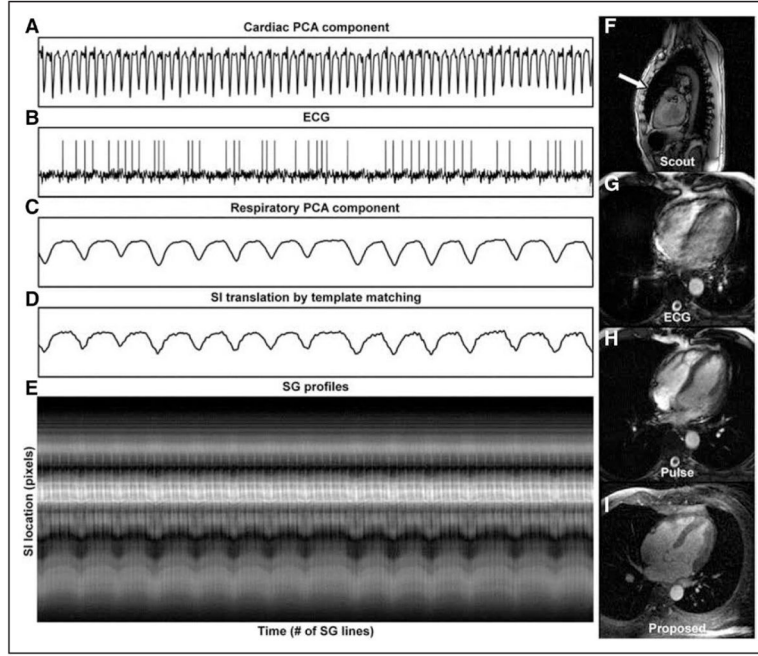 A
Cardiac PCA component
B
ECG
C
Respiratory PCA component
D
SI translation by template matching
E
SG profiles
SI location (pixels)
Time (# of SG lines)
F
Scout
G
ECG
H
Pulse
I
Proposed